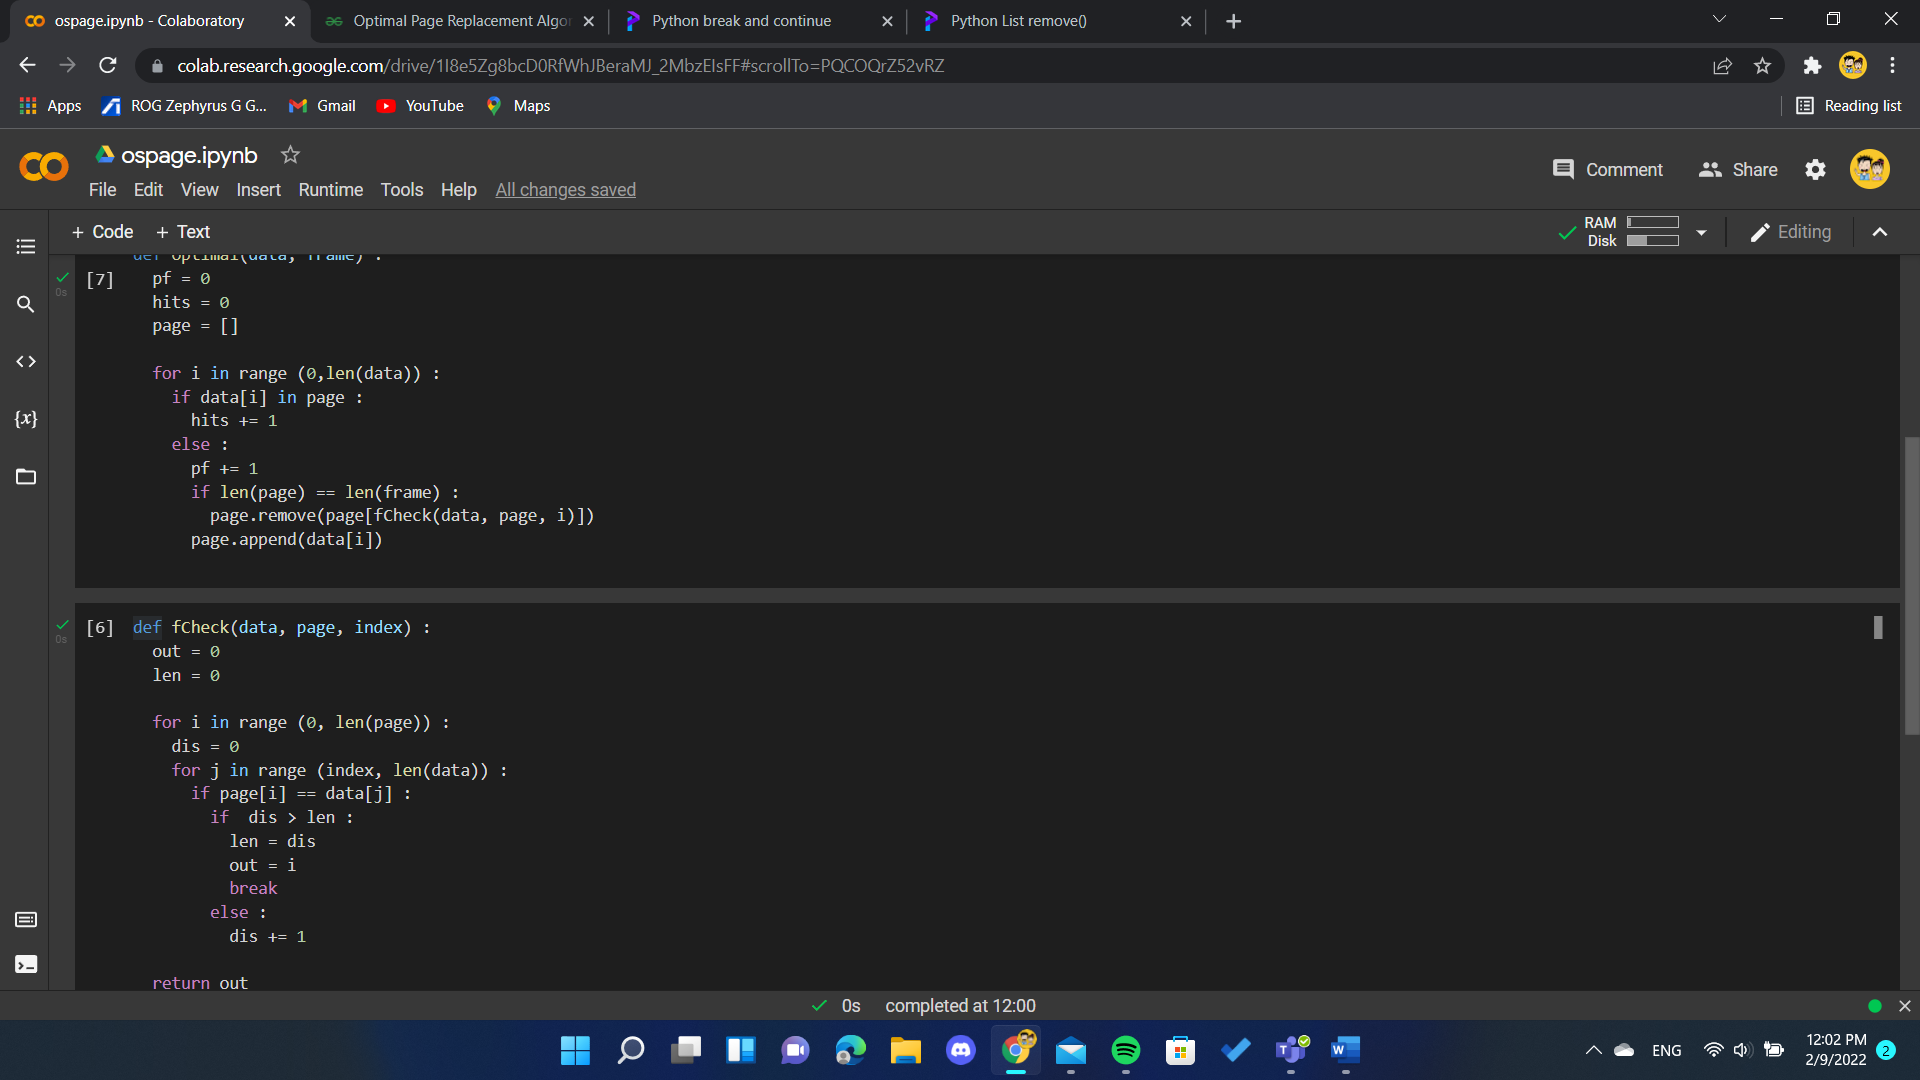 ospage.ipynb - Colaboratory
Optimal Page Replacement Algor
Python break and continue
Python List remove()
colab.research.google.com/drive/1I8e5Zg8bcD0RfWhJBeraMJ_2MbzEIsFF#scrollTo=PQCOQrZ52vRZ
Apps
ROG Zephyrus G G...
Gmail
YouTube
Maps
Reading list
ospage.ipynb
Comment
Share
File Edit View Insert Runtime Tools Help All changes saved
+ Code + Text
RAM
Disk
Editing
def optimal(data, frame) :
[7] pf = 0
0s
hits = 0
page = []
for i in range (0,len(data)) :
if data[i] in page :
hits += 1
else :
pf += 1
if len(page) == len(frame) :
page.remove(page[fCheck(data, page, i)])
page.append(data[i])
[6] def fCheck(data, page, index) :
0s
out = 0
len = 0
for i in range (0, len(page)) :
dis = 0
for j in range (index, len(data)) :
if page[i] == data[j] :
if  dis > len :
len = dis
out = i
break
else :
dis += 1
return out
0s completed at 12:00
ENG
12:02 PM
2/9/2022
2